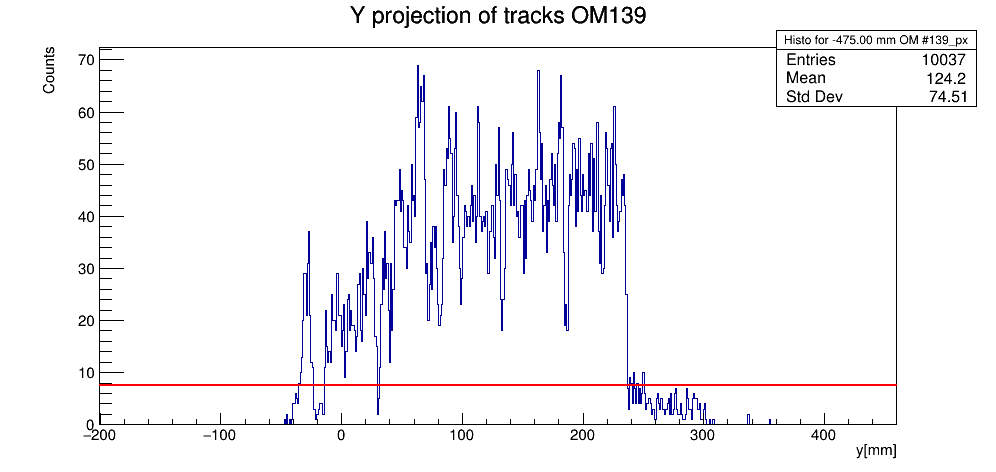 Y projection of tracks OM139
Histo for -475.00 mm OM #139_px
Entries 10037
Mean 124.2
Std Dev 74.51
Counts
70
60
50
40
30
20
10
0
−200 −100 0 100 200 300 400
y[mm]